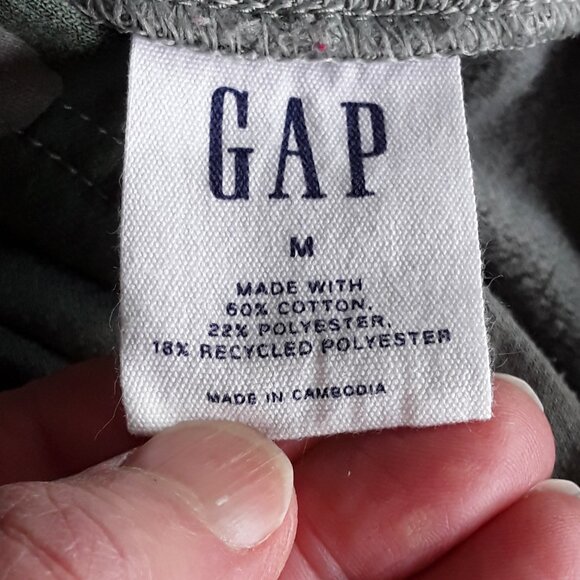 GAP
M
MADE WITH
60% COTTON,
22% POLYESTER,
18% RECYCLED POLYESTER
MADE IN CAMBODIA